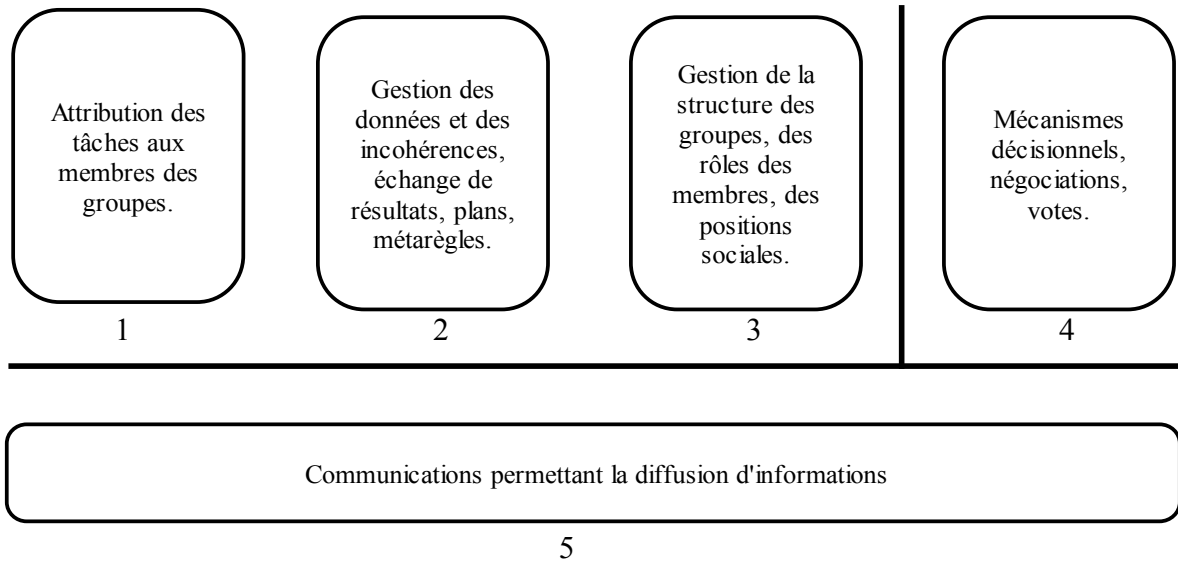 Attribution des
tâches aux
membres des
groupes.
1
Gestion des
données et des
incohérences,
échange de
résultats, plans,
métarègles.
2
Gestion de la
structure des
groupes, des
rôles des
membres, des
positions
sociales.
3
Mécanismes
décisionnels,
négociations,
votes.
4
Communications permettant la diffusion d'informations
5